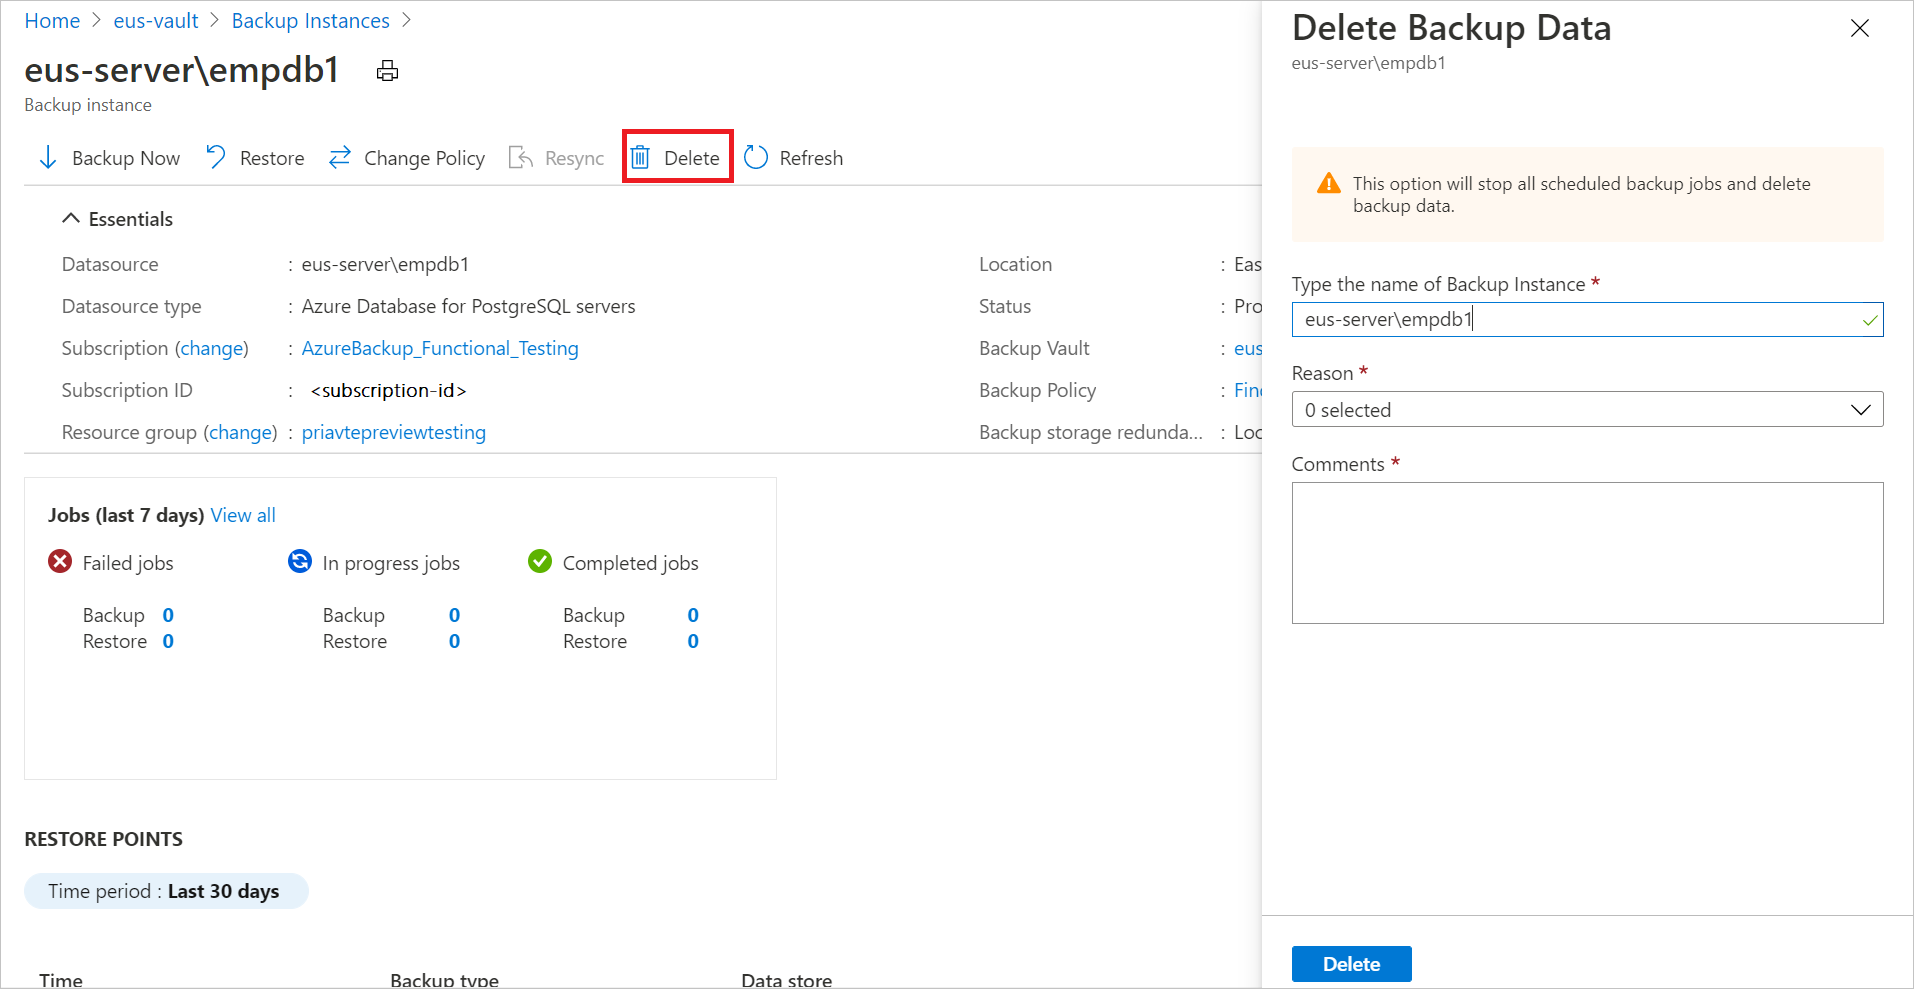 Home > eus-vault > Backup Instances >
eus-server\empdb1
Backup instance
Backup Now Restore Change Policy Resync Delete Refresh
Essentials
Datasource : eus-server\empdb1
Datasource type : Azure Database for PostgreSQL servers
Subscription (change) : AzureBackup_Functional_Testing
Subscription ID : <subscription-id>
Resource group (change) : priavtepreviewtesting
Location : Eas
Status : Pro
Backup Vault : eus
Backup Policy : Find
Backup storage redunda... : Loc
Jobs (last 7 days) View all
Failed jobs In progress jobs Completed jobs
Backup 0 Backup 0 Backup 0
Restore 0 Restore 0 Restore 0
RESTORE POINTS
Time period : Last 30 days
Time Backup type Data store
Delete Backup Data
eus-server\empdb1
This option will stop all scheduled backup jobs and delete
backup data.
Type the name of Backup Instance *
eus-server\empdb1
Reason *
0 selected
Comments *
Delete